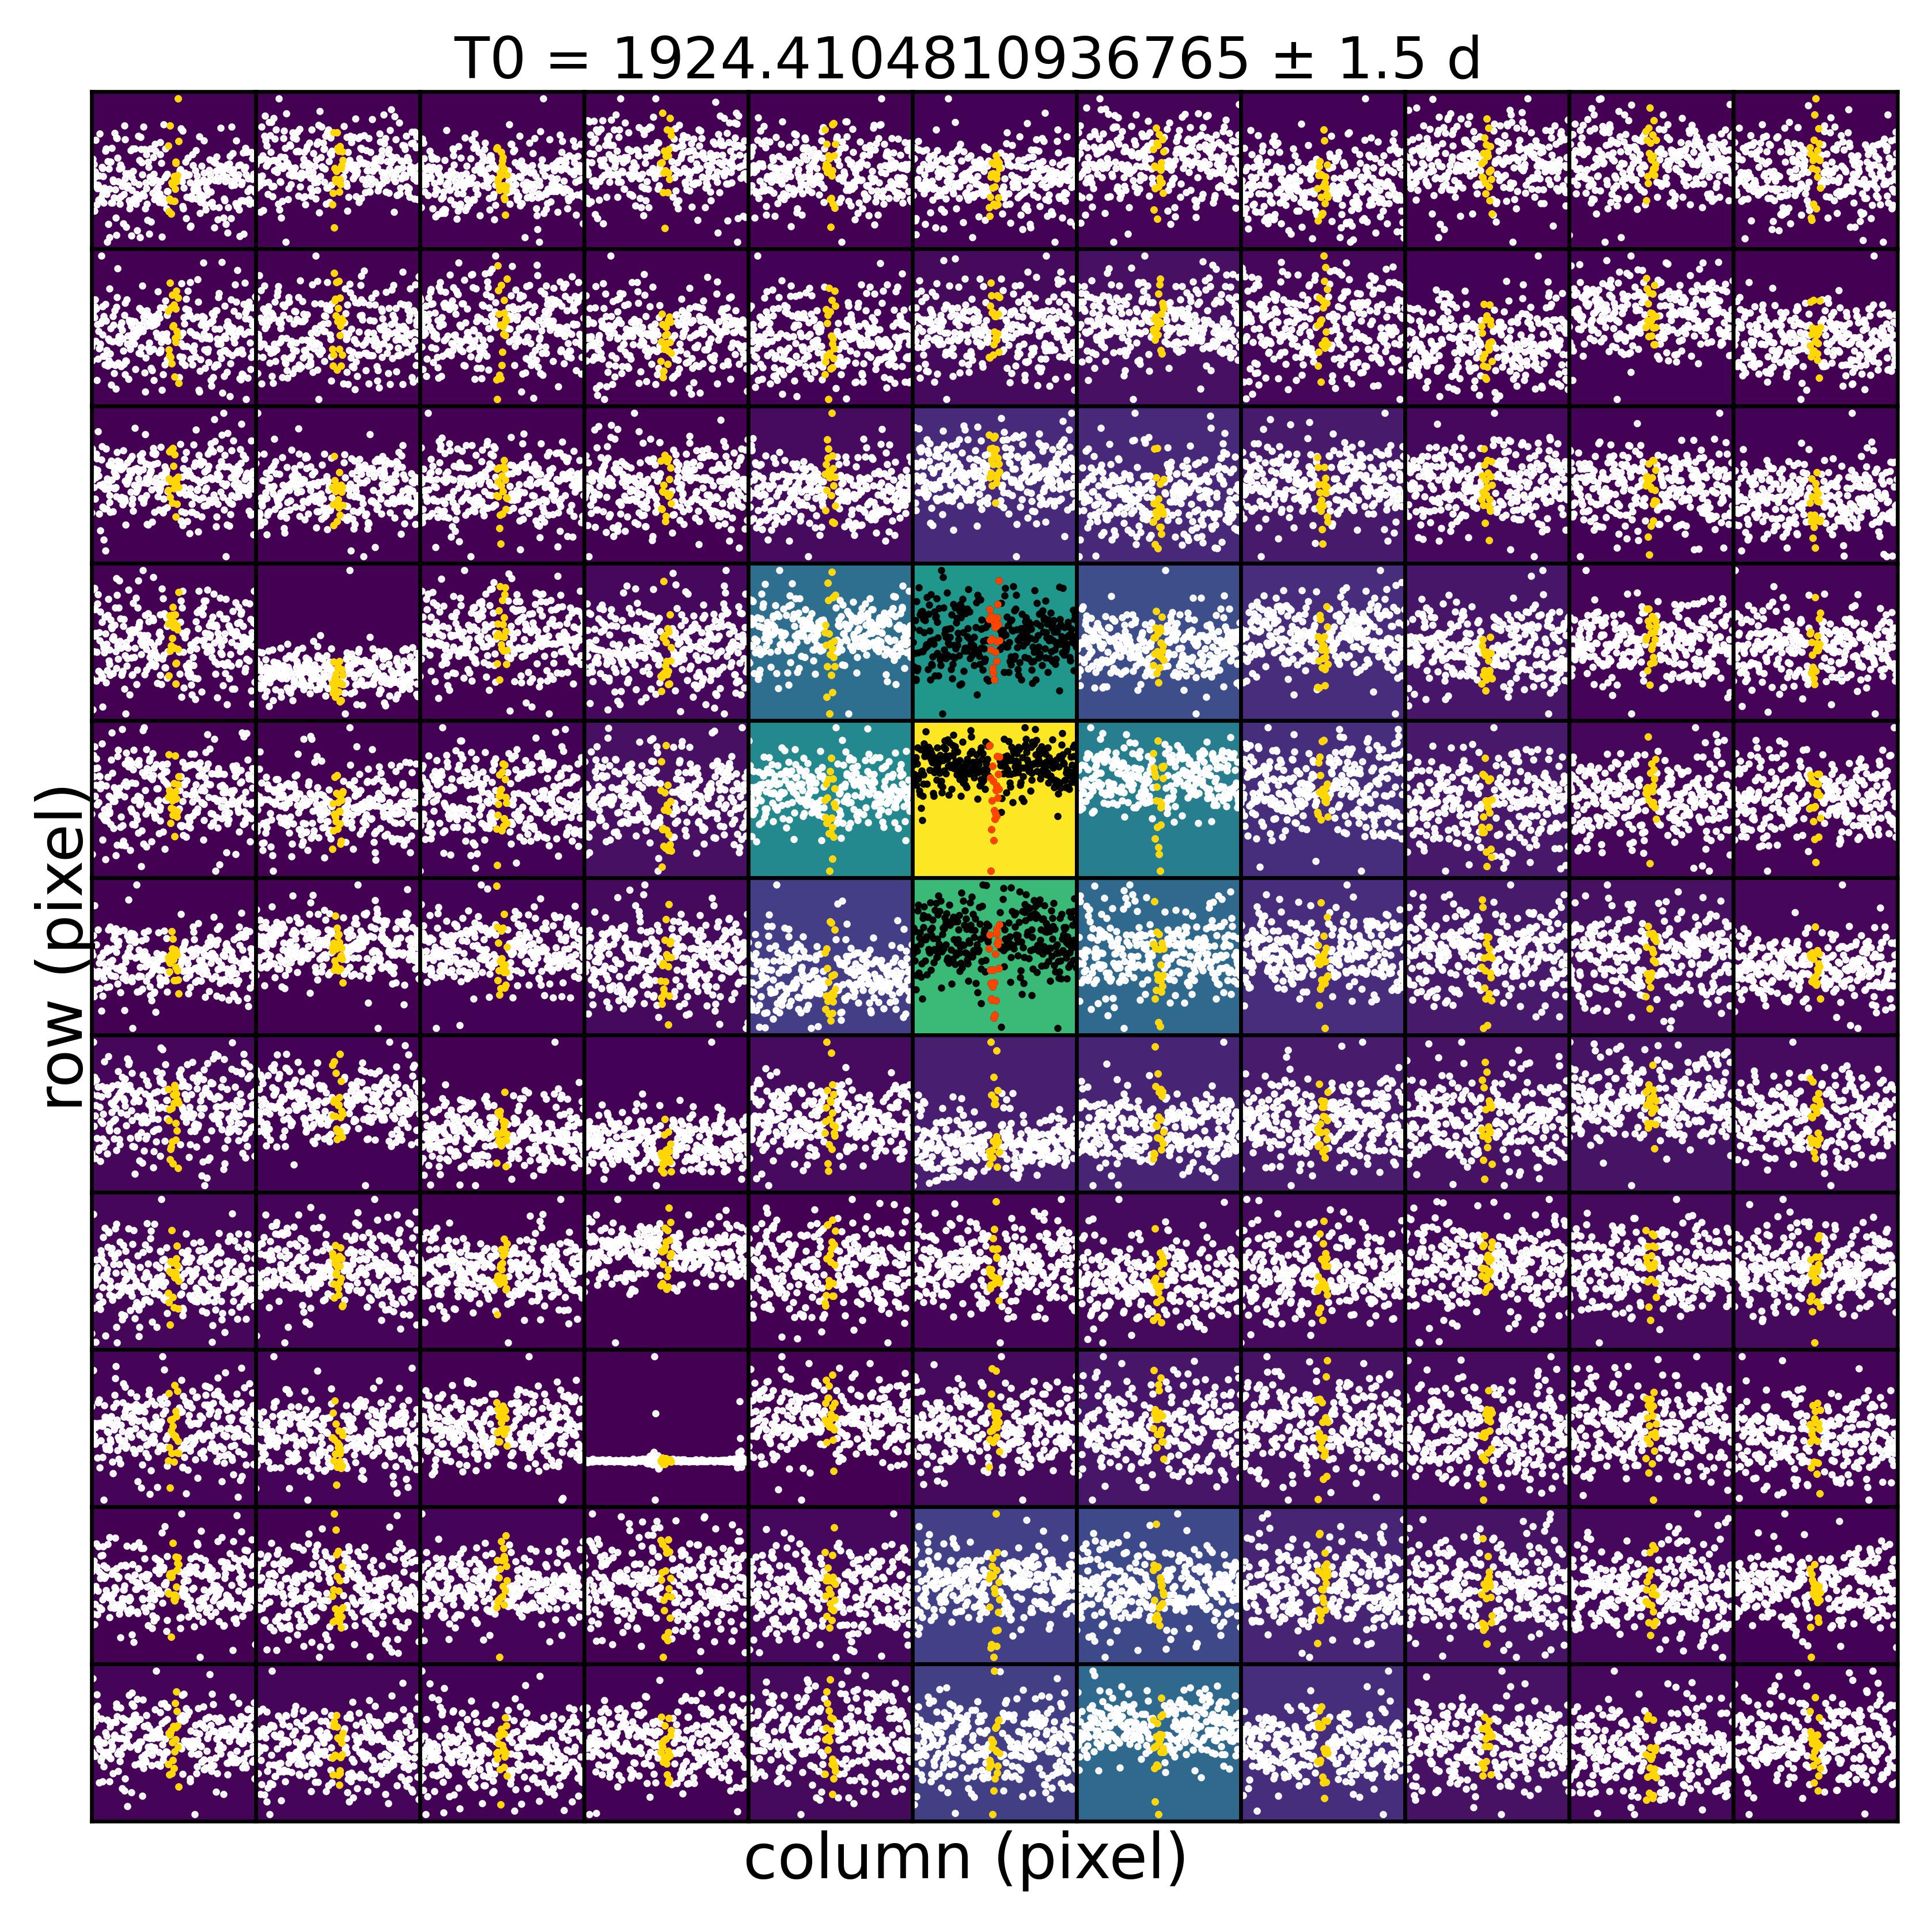 T0 = 1924.4104810936765 ± 1.5 d
row (pixel)
column (pixel)